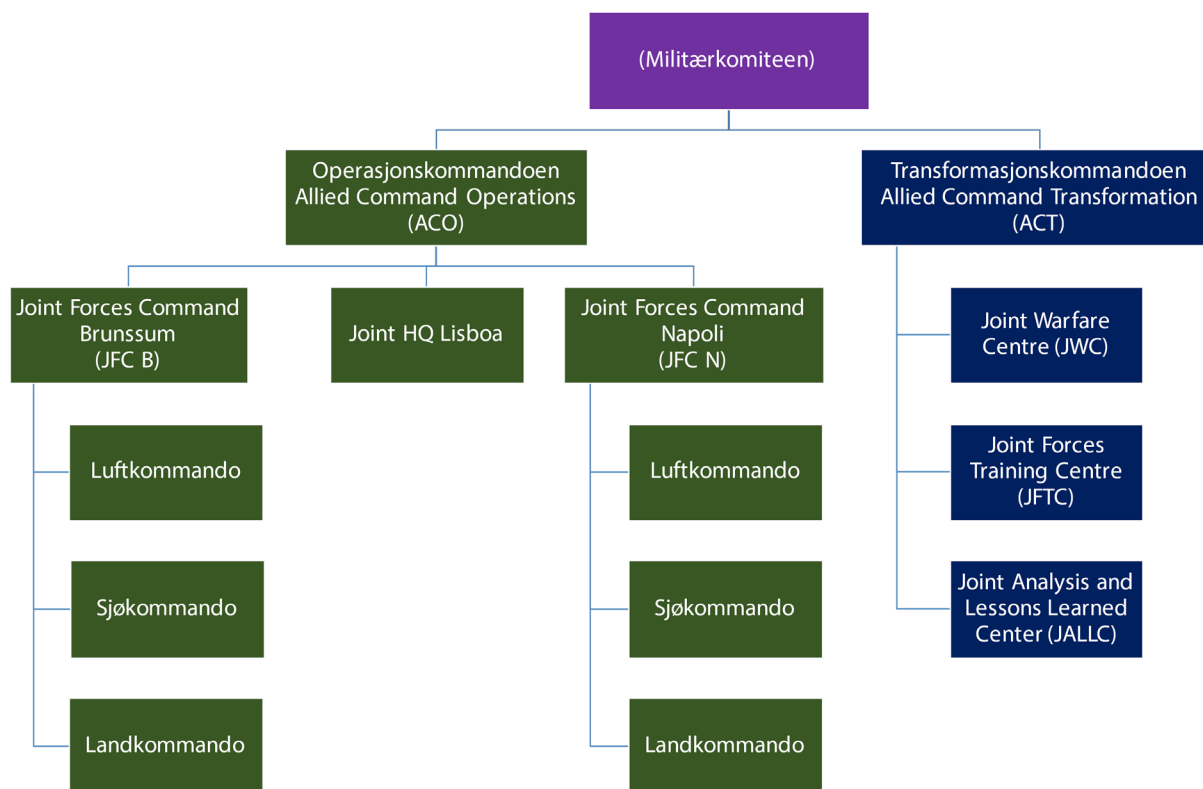 (Militærkomiteen)
Operasjonskommandoen
Allied Command Operations
(ACO)
Transformasjonskommandoen
Allied Command Transformation
(ACT)
Joint Forces Command
Brunssum
(JFC B)
Joint HQ Lisboa
Joint Forces Command
Napoli
(JFC N)
Joint Warfare
Centre (JWC)
Luftkommando
Luftkommando
Joint Forces
Training Centre
(JFTC)
Sjøkommando
Sjøkommando
Joint Analysis and
Lessons Learned
Center (JALLC)
Landkommando
Landkommando